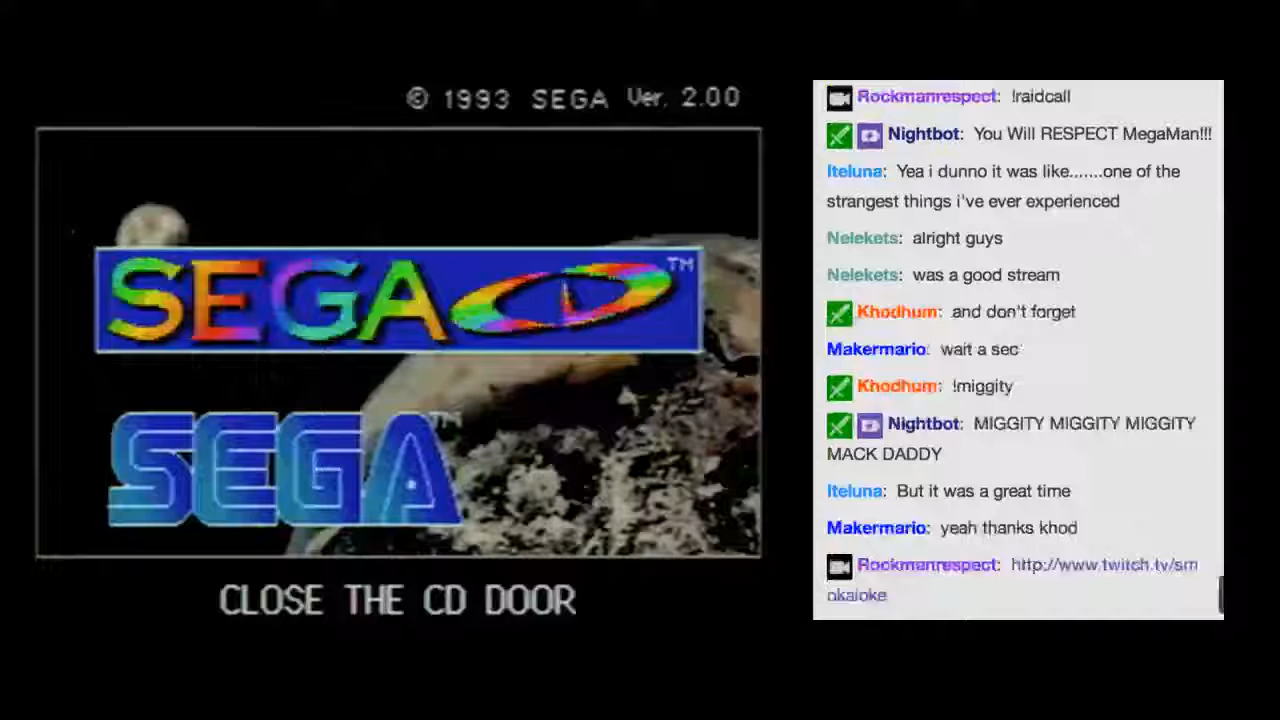 © 1993 SEGA Ver. 2.00
SEGA CD™
SEGA™
CLOSE THE CD DOOR
Rockmanrespect: !raidcall
Nightbot: You Will RESPECT MegaMan!!!
Iteluna: Yea i dunno it was like.......one of the
strangest things i've ever experienced
Nelekets: alright guys
Nelekets: was a good stream
Khodhum: and don't forget
Makermario: wait a sec
Khodhum: !miggity
Nightbot: MIGGITY MIGGITY MIGGITY
MACK DADDY
Iteluna: But it was a great time
Makermario: yeah thanks khod
Rockmanrespect: http://www.twitch.tv/sm
okaloke